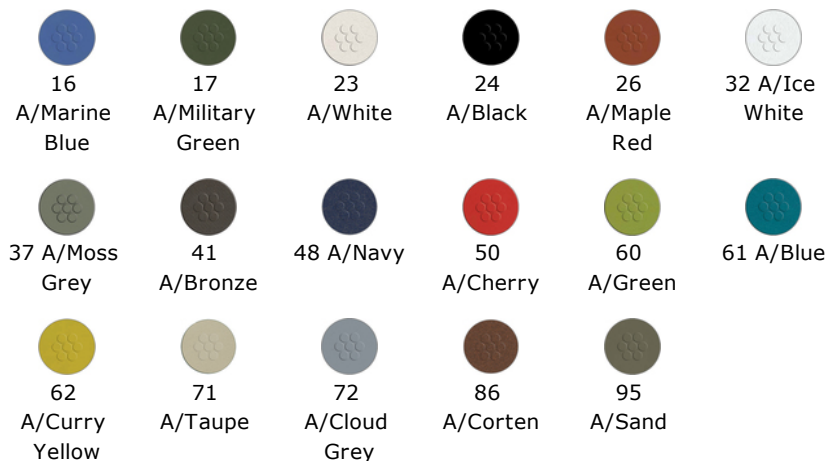 16
A/Marine
Blue
17
A/Military
Green
23
A/White
24
A/Black
26
A/Maple
Red
32 A/Ice
White
37 A/Moss
Grey
41
A/Bronze
48 A/Navy
50
A/Cherry
60
A/Green
61 A/Blue
62
A/Curry
Yellow
71
A/Taupe
72
A/Cloud
Grey
86
A/Corten
95
A/Sand